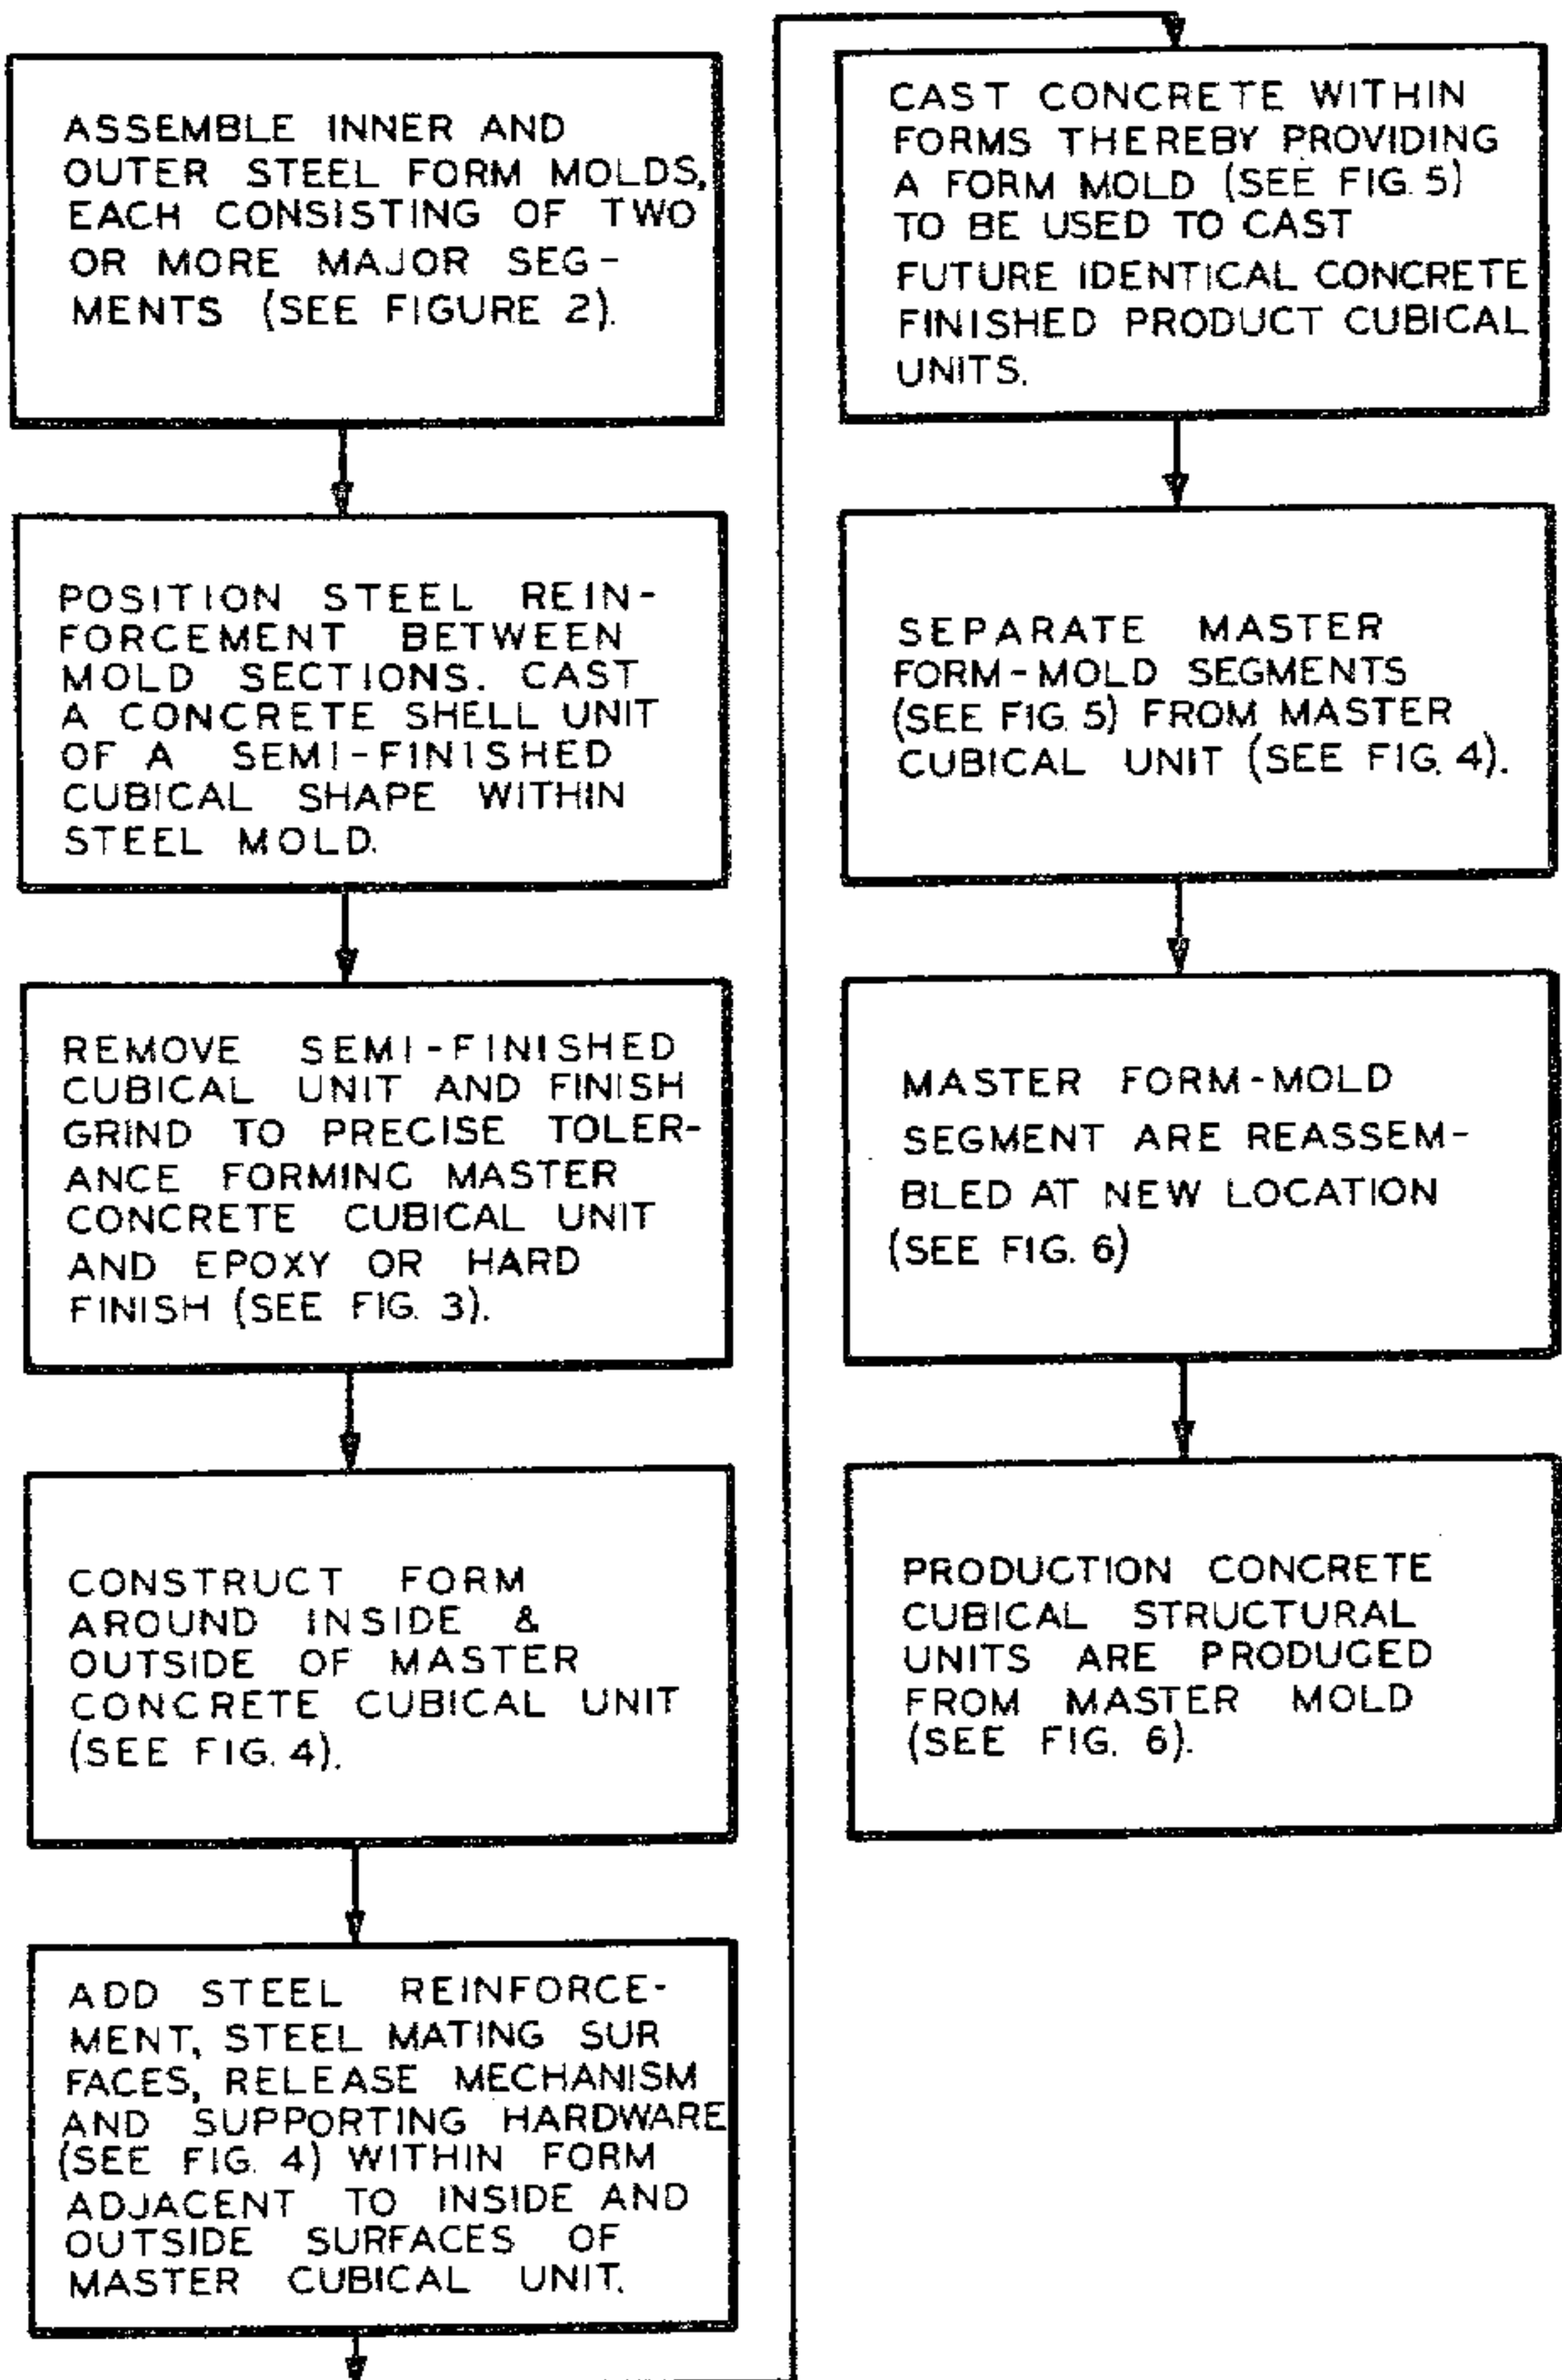 ASSEMBLE INNER AND
OUTER STEEL FORM MOLDS,
EACH CONSISTING OF TWO
OR MORE MAJOR SEG-
MENTS (SEE FIGURE 2).
POSITION STEEL REIN-
FORCEMENT BETWEEN
MOLD SECTIONS. CAST
A CONCRETE SHELL UNIT
OF A SEMI-FINISHED
CUBICAL SHAPE WITHIN
STEEL MOLD.
REMOVE SEMI-FINISHED
CUBICAL UNIT AND FINISH
GRIND TO PRECISE TOLER-
ANCE FORMING MASTER
CONCRETE CUBICAL UNIT
AND EPOXY OR HARD
FINISH (SEE FIG. 3).
CONSTRUCT FORM
AROUND INSIDE &
OUTSIDE OF MASTER
CONCRETE CUBICAL UNIT
(SEE FIG. 4).
ADD STEEL REINFORCE-
MENT, STEEL MATING SUR
FACES, RELEASE MECHANISM
AND SUPPORTING HARDWARE
(SEE FIG. 4) WITHIN FORM
ADJACENT TO INSIDE AND
OUTSIDE SURFACES OF
MASTER CUBICAL UNIT.
CAST CONCRETE WITHIN
FORMS THEREBY PROVIDING
A FORM MOLD (SEE FIG. 5)
TO BE USED TO CAST
FUTURE IDENTICAL CONCRETE
FINISHED PRODUCT CUBICAL
UNITS.
SEPARATE MASTER
FORM-MOLD SEGMENTS
(SEE FIG. 5) FROM MASTER
CUBICAL UNIT (SEE FIG. 4).
MASTER FORM-MOLD
SEGMENT ARE REASSEM-
BLED AT NEW LOCATION
(SEE FIG. 6)
PRODUCTION CONCRETE
CUBICAL STRUCTURAL
UNITS ARE PRODUCED
FROM MASTER MOLD
(SEE FIG. 6).